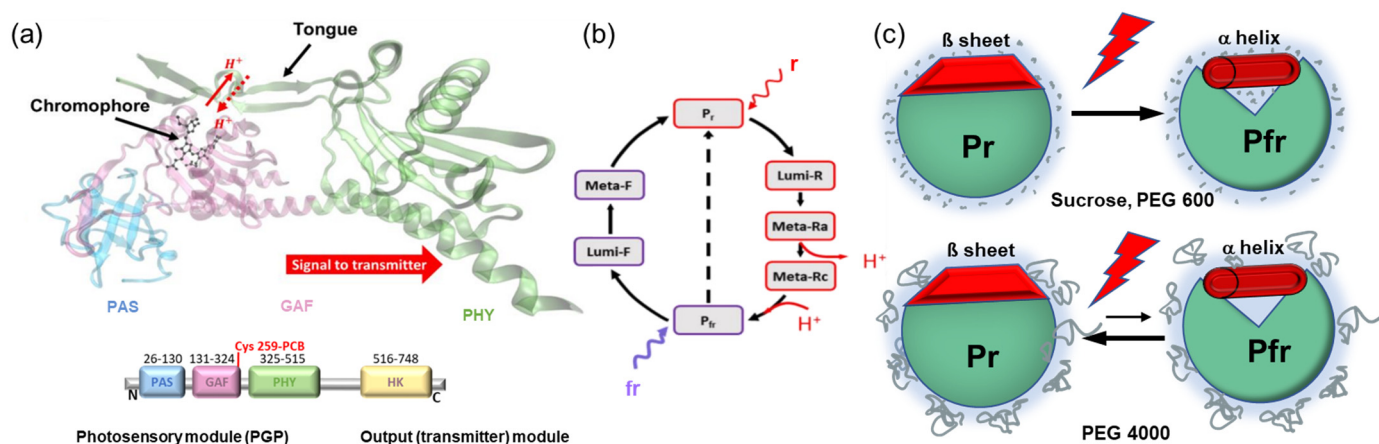 (a)
Tongue
H⁺
Chromophore
H⁺
Signal to transmitter
PAS
GAF
PHY
Cys 259-PCB
26-130
131-324
325-515
516-748
PAS
GAF
PHY
HK
N
C
Photosensory module (PGP)
Output (transmitter) module
(b)
r
Pr
Meta-F
Lumi-R
Lumi-F
Meta-Ra
H⁺
Meta-Rc
Pfr
H⁺
fr
(c)
ß sheet
α helix
Pr
Pfr
Sucrose, PEG 600
ß sheet
α helix
Pr
Pfr
PEG 4000